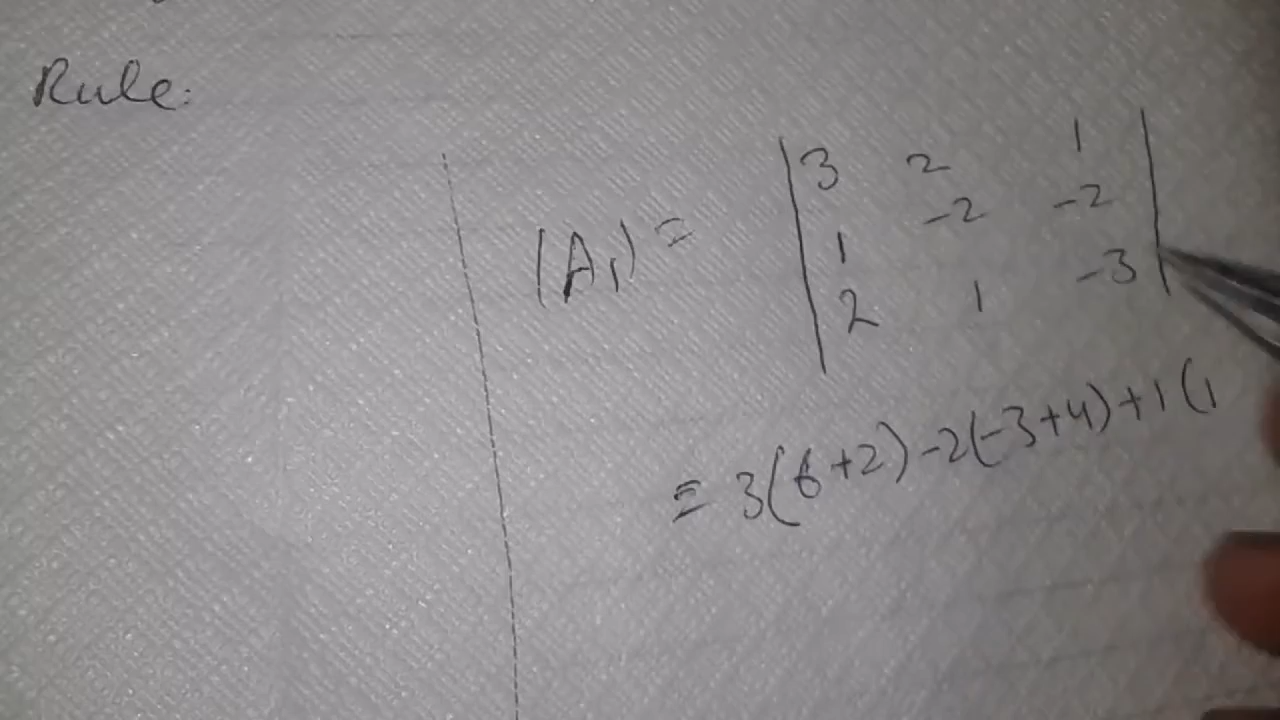 Rule:
3 2 1
(A₁) = 1 -2 -2
2 1 -3
= 3(6+2)-2(-3+4)+1(1